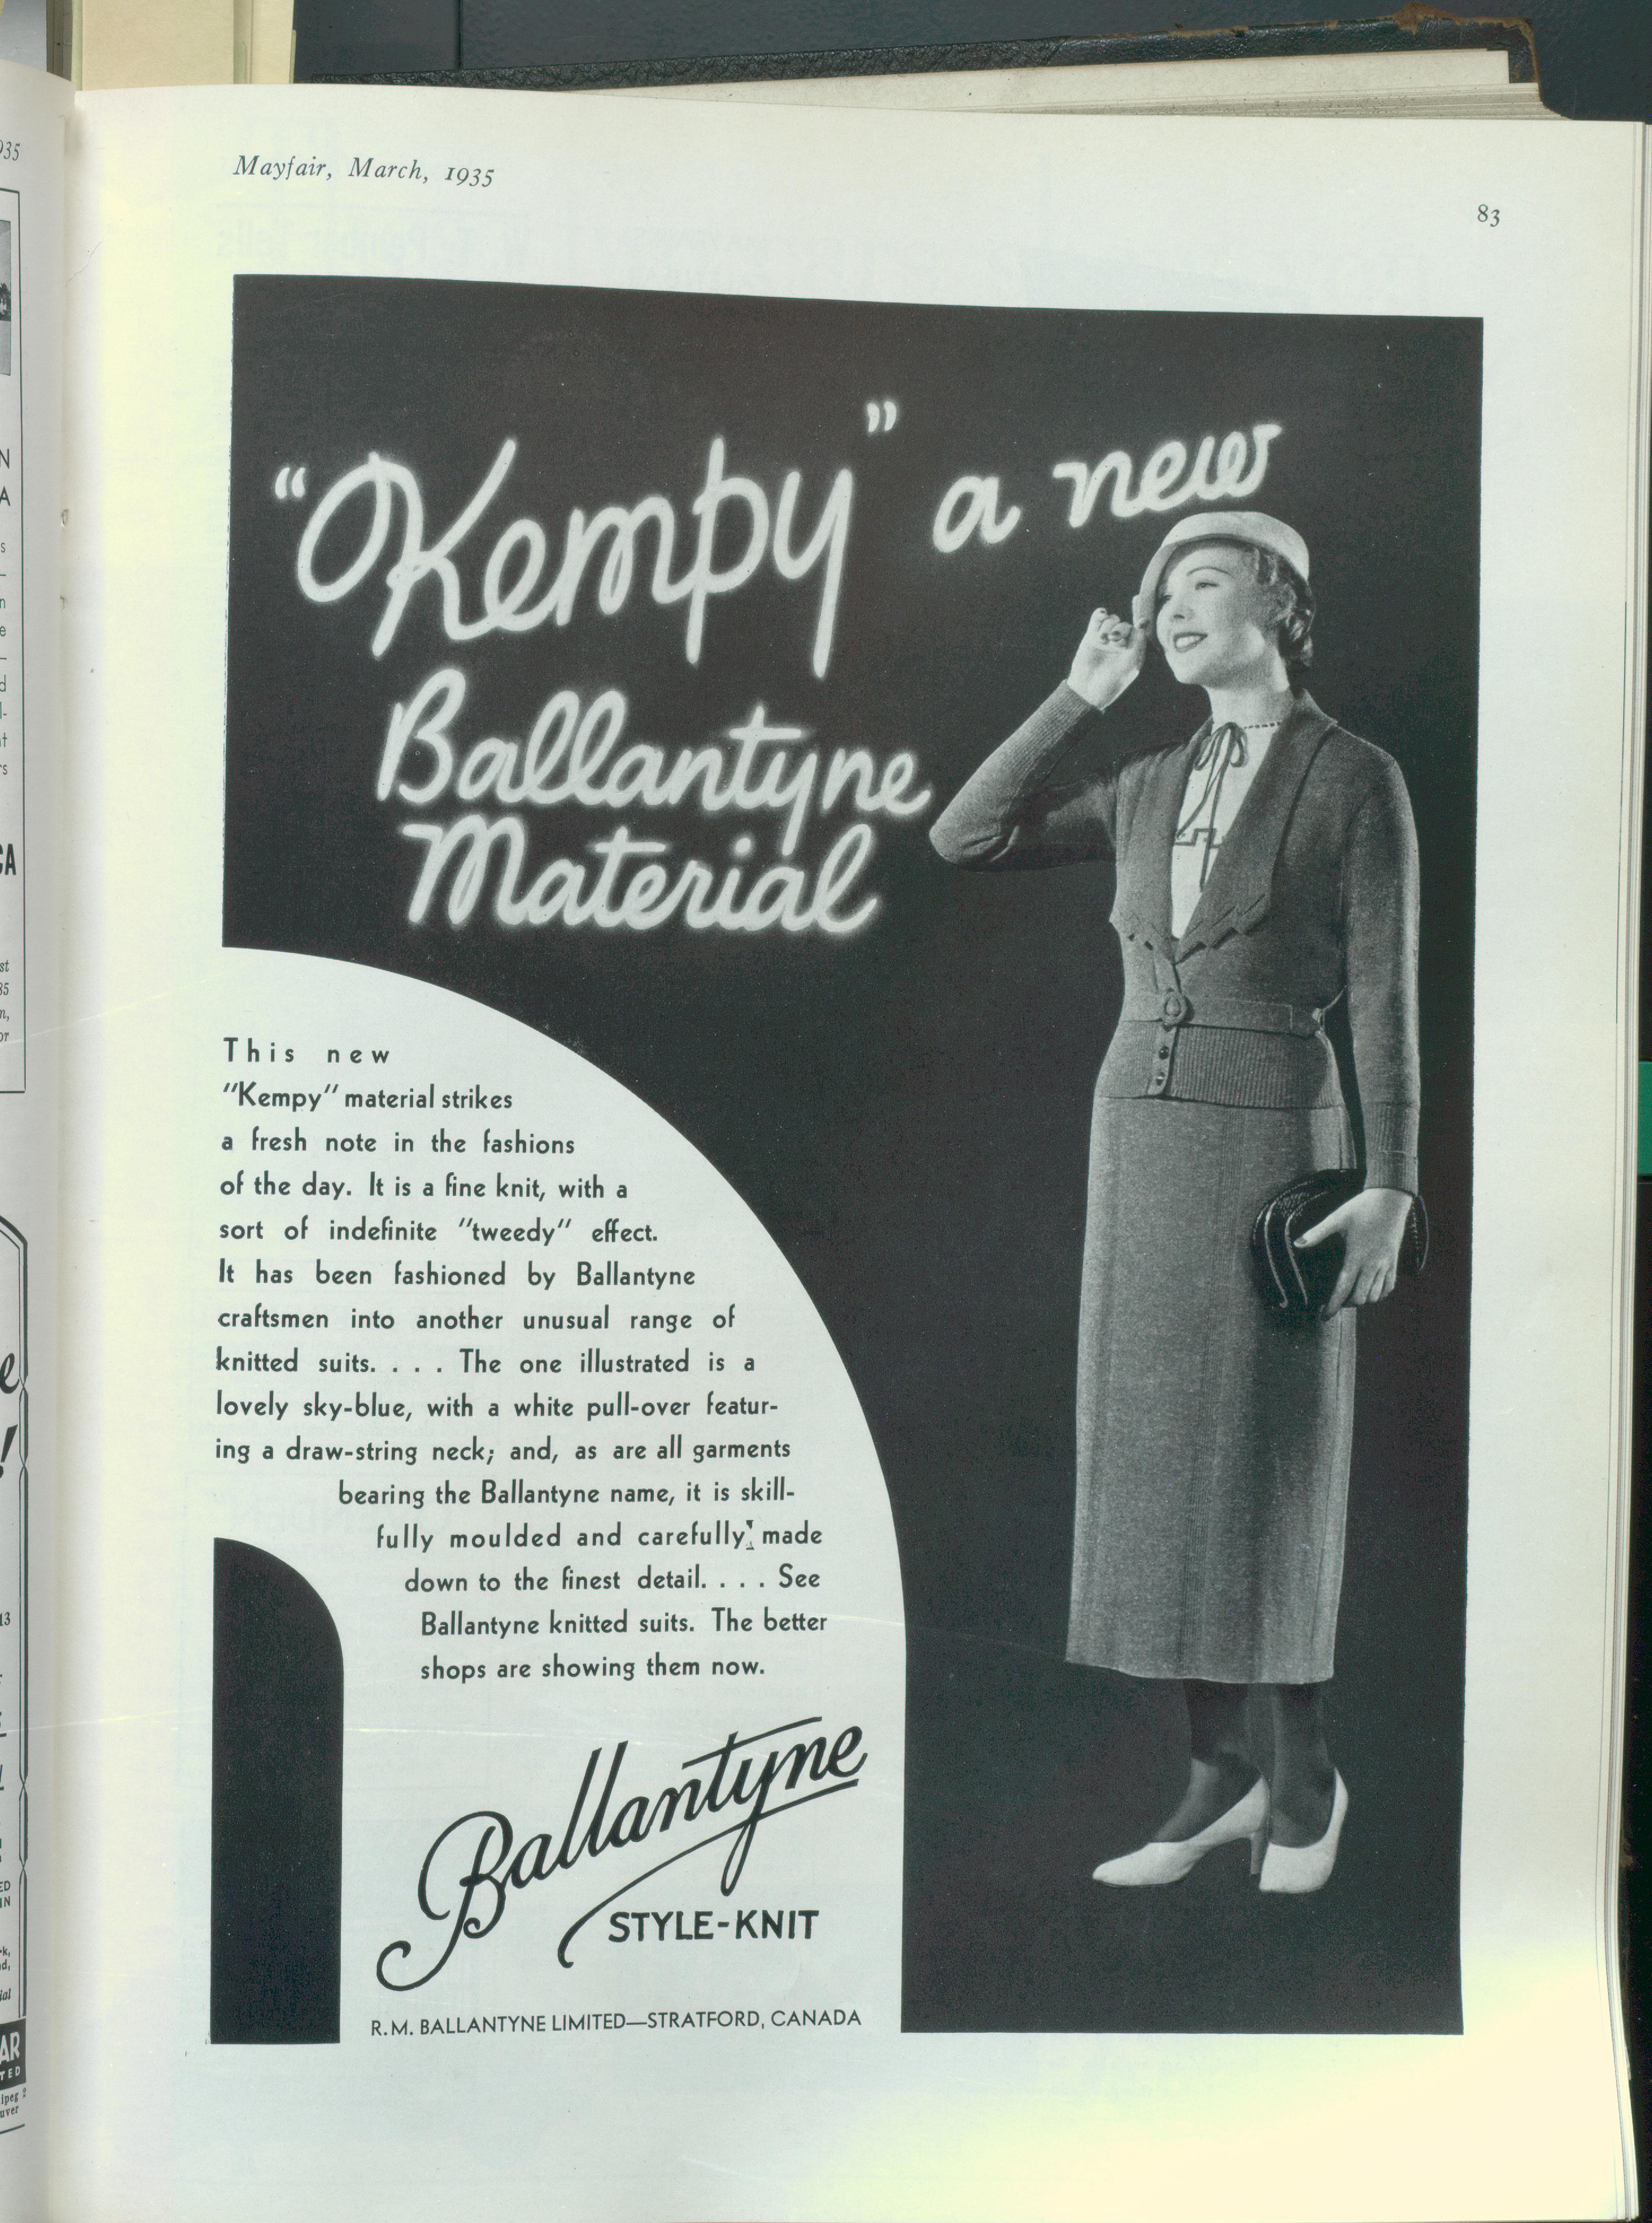 Mayfair, March, 1935
83
"Kempy" a new
Ballantyne
Material
This new
"Kempy" material strikes
a fresh note in the fashions
of the day. It is a fine knit, with a
sort of indefinite "tweedy" effect.
It has been fashioned by Ballantyne
craftsmen into another unusual range of
knitted suits. . . . The one illustrated is a
lovely sky-blue, with a white pull-over featur-
ing a draw-string neck; and, as are all garments
bearing the Ballantyne name, it is skill-
fully moulded and carefully made
down to the finest detail. . . . See
Ballantyne knitted suits. The better
shops are showing them now.
Ballantyne
STYLE-KNIT
R.M. BALLANTYNE LIMITED—STRATFORD, CANADA